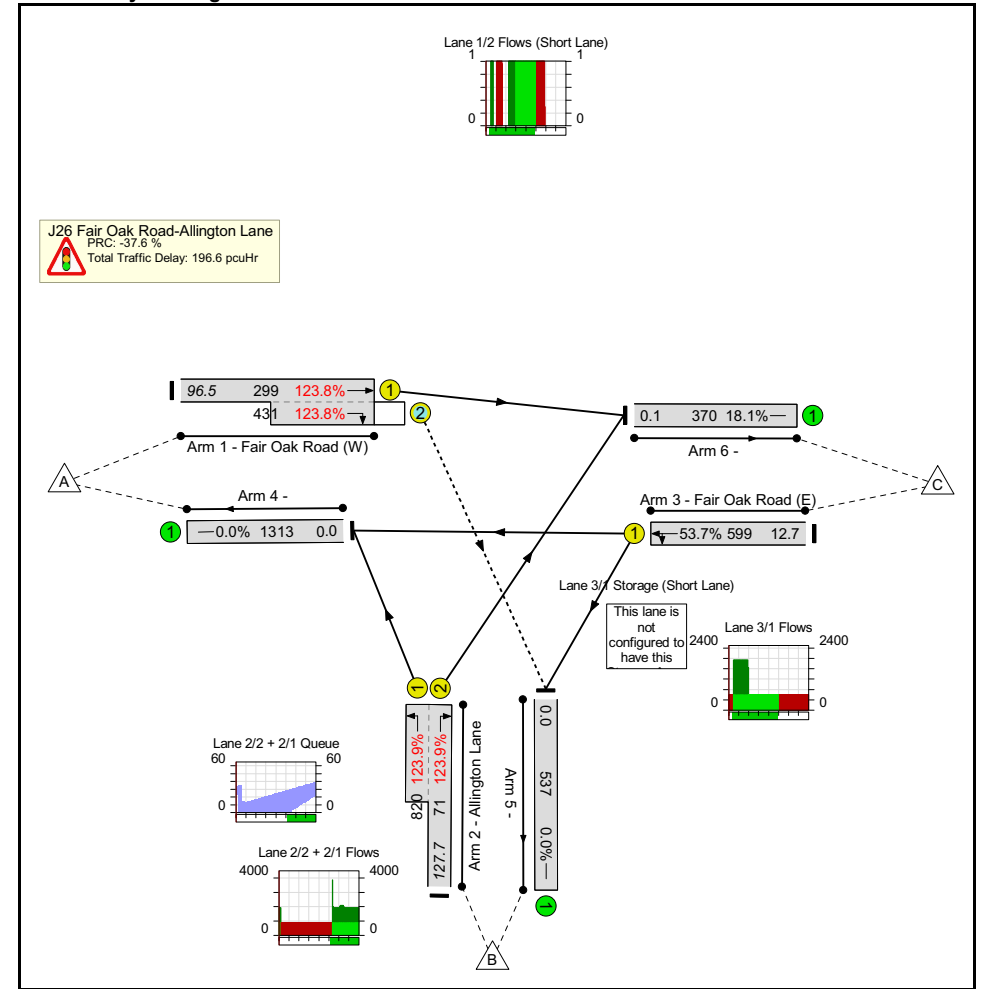 Lane 1/2 Flows (Short Lane)
1 1
0 0
J26 Fair Oak Road-Allington Lane
PRC: -37.6 %
Total Traffic Delay: 196.6 pcuHr
96.5 299 123.8% 1
431 123.8% 2
Arm 1 - Fair Oak Road (W)
A
0.1 370 18.1% 1
Arm 6 -
C
Arm 4 -
1 0.0% 1313 0.0
Arm 3 - Fair Oak Road (E)
1 53.7% 599 12.7
Lane 3/1 Storage (Short Lane)
This lane is
not
configured to
have this
Lane 3/1 Flows
2400 2400
0 0
1 2
820 123.9%
127.7 71 123.9%
Arm 2 - Allington Lane
Arm 5 -
0.0 537 0.0%
1
Lane 2/2 + 2/1 Queue
60 60
0 0
Lane 2/2 + 2/1 Flows
4000 4000
0 0
B